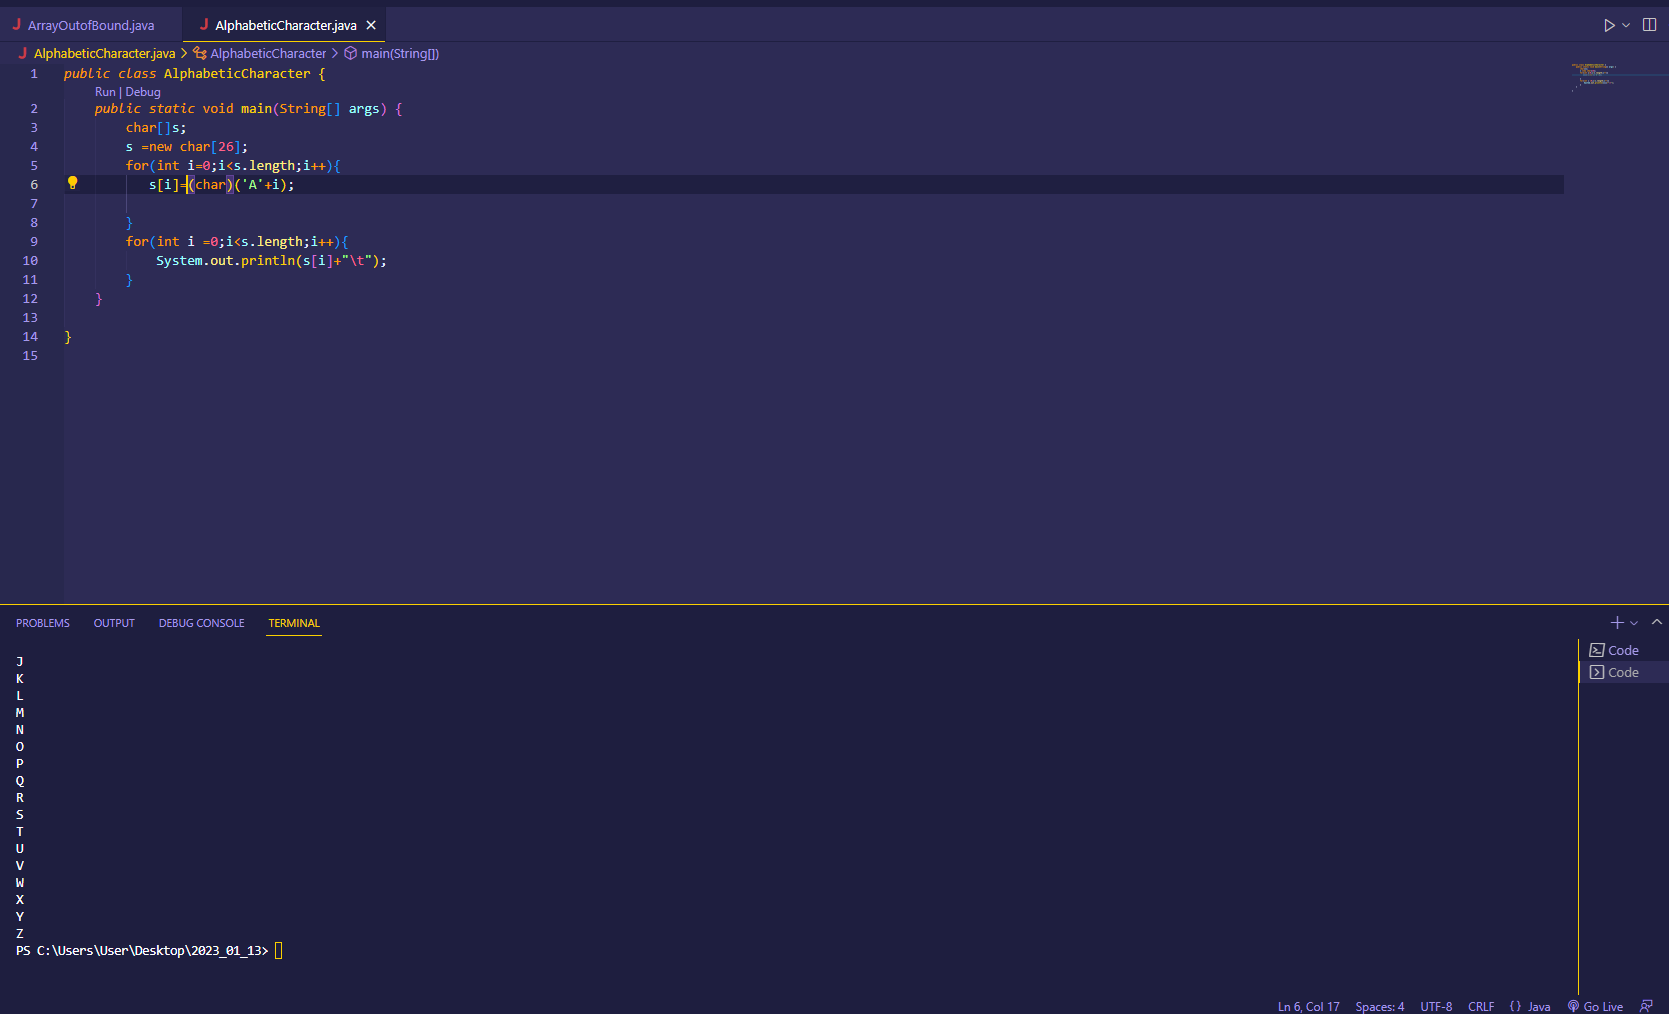 J ArrayOutofBound.java J AlphabeticCharacter.java
J AlphabeticCharacter.java > AlphabeticCharacter > main(String[])
1 public class AlphabeticCharacter {
Run | Debug
2 public static void main(String[] args) {
3 char[]s;
4 s =new char[26];
5 for(int i=0;i<s.length;i++){
6 s[i]=(char)('A'+i);
7
8 }
9 for(int i =0;i<s.length;i++){
10 System.out.println(s[i]+"\t");
11 }
12 }
13
14 }
15
PROBLEMS OUTPUT DEBUG CONSOLE TERMINAL
Code
Code
J
K
L
M
N
O
P
Q
R
S
T
U
V
W
X
Y
Z
PS C:\Users\User\Desktop\2023_01_13>
Ln 6, Col 17 Spaces: 4 UTF-8 CRLF {} Java Go Live